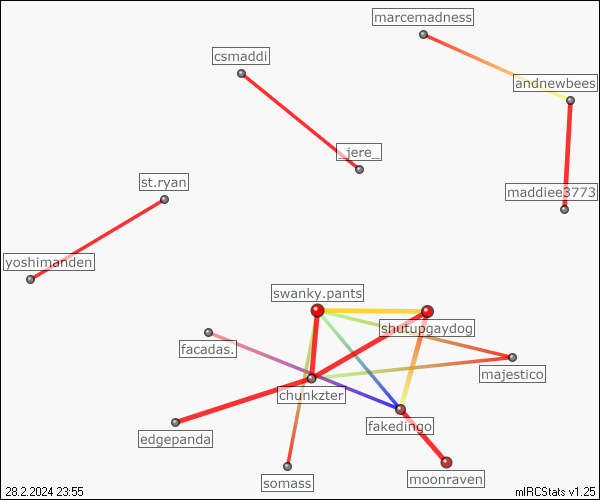 marcemadness
csmaddi
andnewbees
_jere_
st.ryan
maddiee3773
yoshimanden
swanky.pants
shutupgaydog
facadas.
majestico
chunkzter
fakedingo
edgepanda
somass
moonraven
28.2.2024 23:55
mIRCStats v1.25